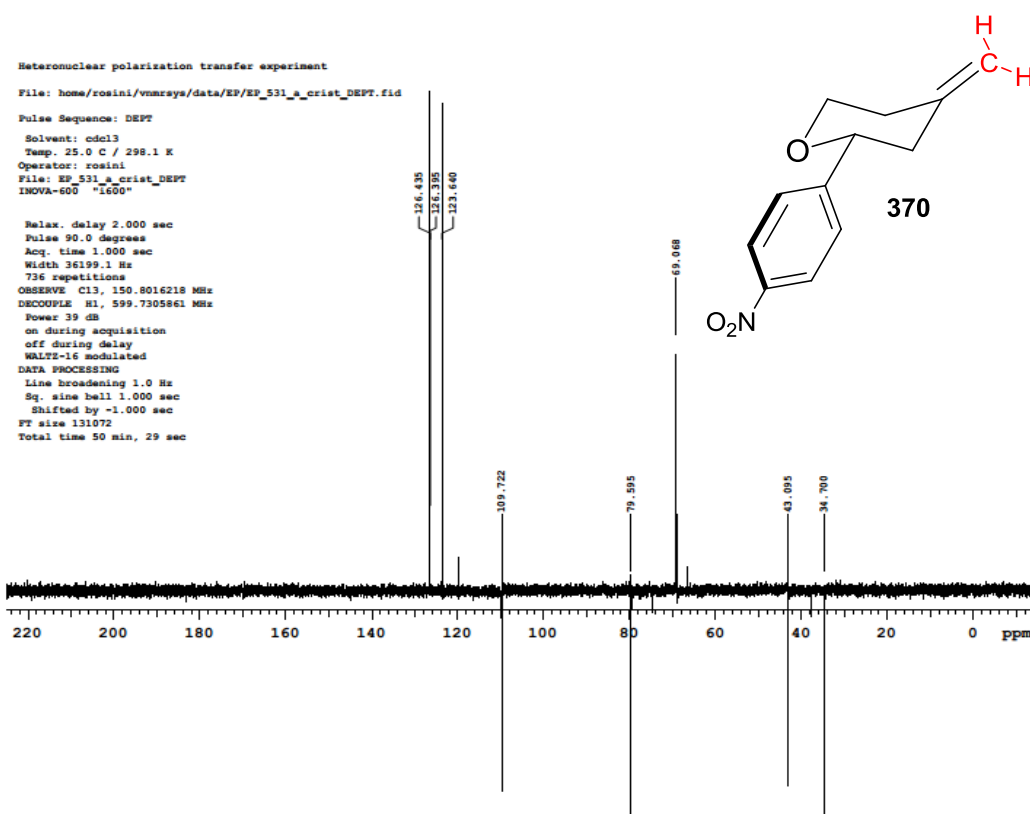 Heteronuclear polarization transfer experiment
File: home/rosini/vnmrsys/data/EP/EP_531_a_crist_DEPT.fid
Pulse Sequence: DEPT
Solvent: cdcl3
Temp. 25.0 C / 298.1 K
Operator: rosini
File: EP_531_a_crist_DEPT
INOVA-600 "i600"
Relax. delay 2.000 sec
Pulse 90.0 degrees
Acq. time 1.000 sec
Width 36199.1 Hz
736 repetitions
OBSERVE C13, 150.8016218 MHz
DECOUPLE H1, 599.7305861 MHz
Power 39 dB
on during acquisition
off during delay
WALTZ-16 modulated
DATA PROCESSING
Line broadening 1.0 Hz
Sq. sine bell 1.000 sec
Shifted by -1.000 sec
FT size 131072
Total time 50 min, 29 sec
H
C
H
O
370
O2N
126.435
126.395
123.640
109.722
79.595
69.068
43.095
34.700
220 200 180 160 140 120 100 80 60 40 20 0 ppm